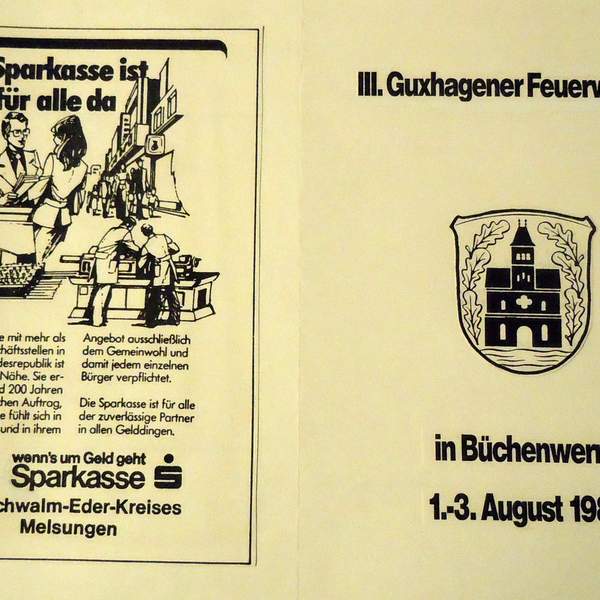 Sparkasse ist
für alle da
e mit mehr als
häftsstellen in
desrepublik ist
Nähe. Sie er-
d 200 Jahren
chen Auftrag,
e fühlt sich in
und in ihrem
Angebot ausschließlich
dem Gemeinwohl und
damit jedem einzelnen
Bürger verpflichtet.
Die Sparkasse ist für alle
der zuverlässige Partner
in allen Gelddingen.
wenn's um Geld geht
Sparkasse
chwalm-Eder-Kreises
Melsungen
III. Guxhagener Feuerw
in Büchenwerr
1.-3. August 198